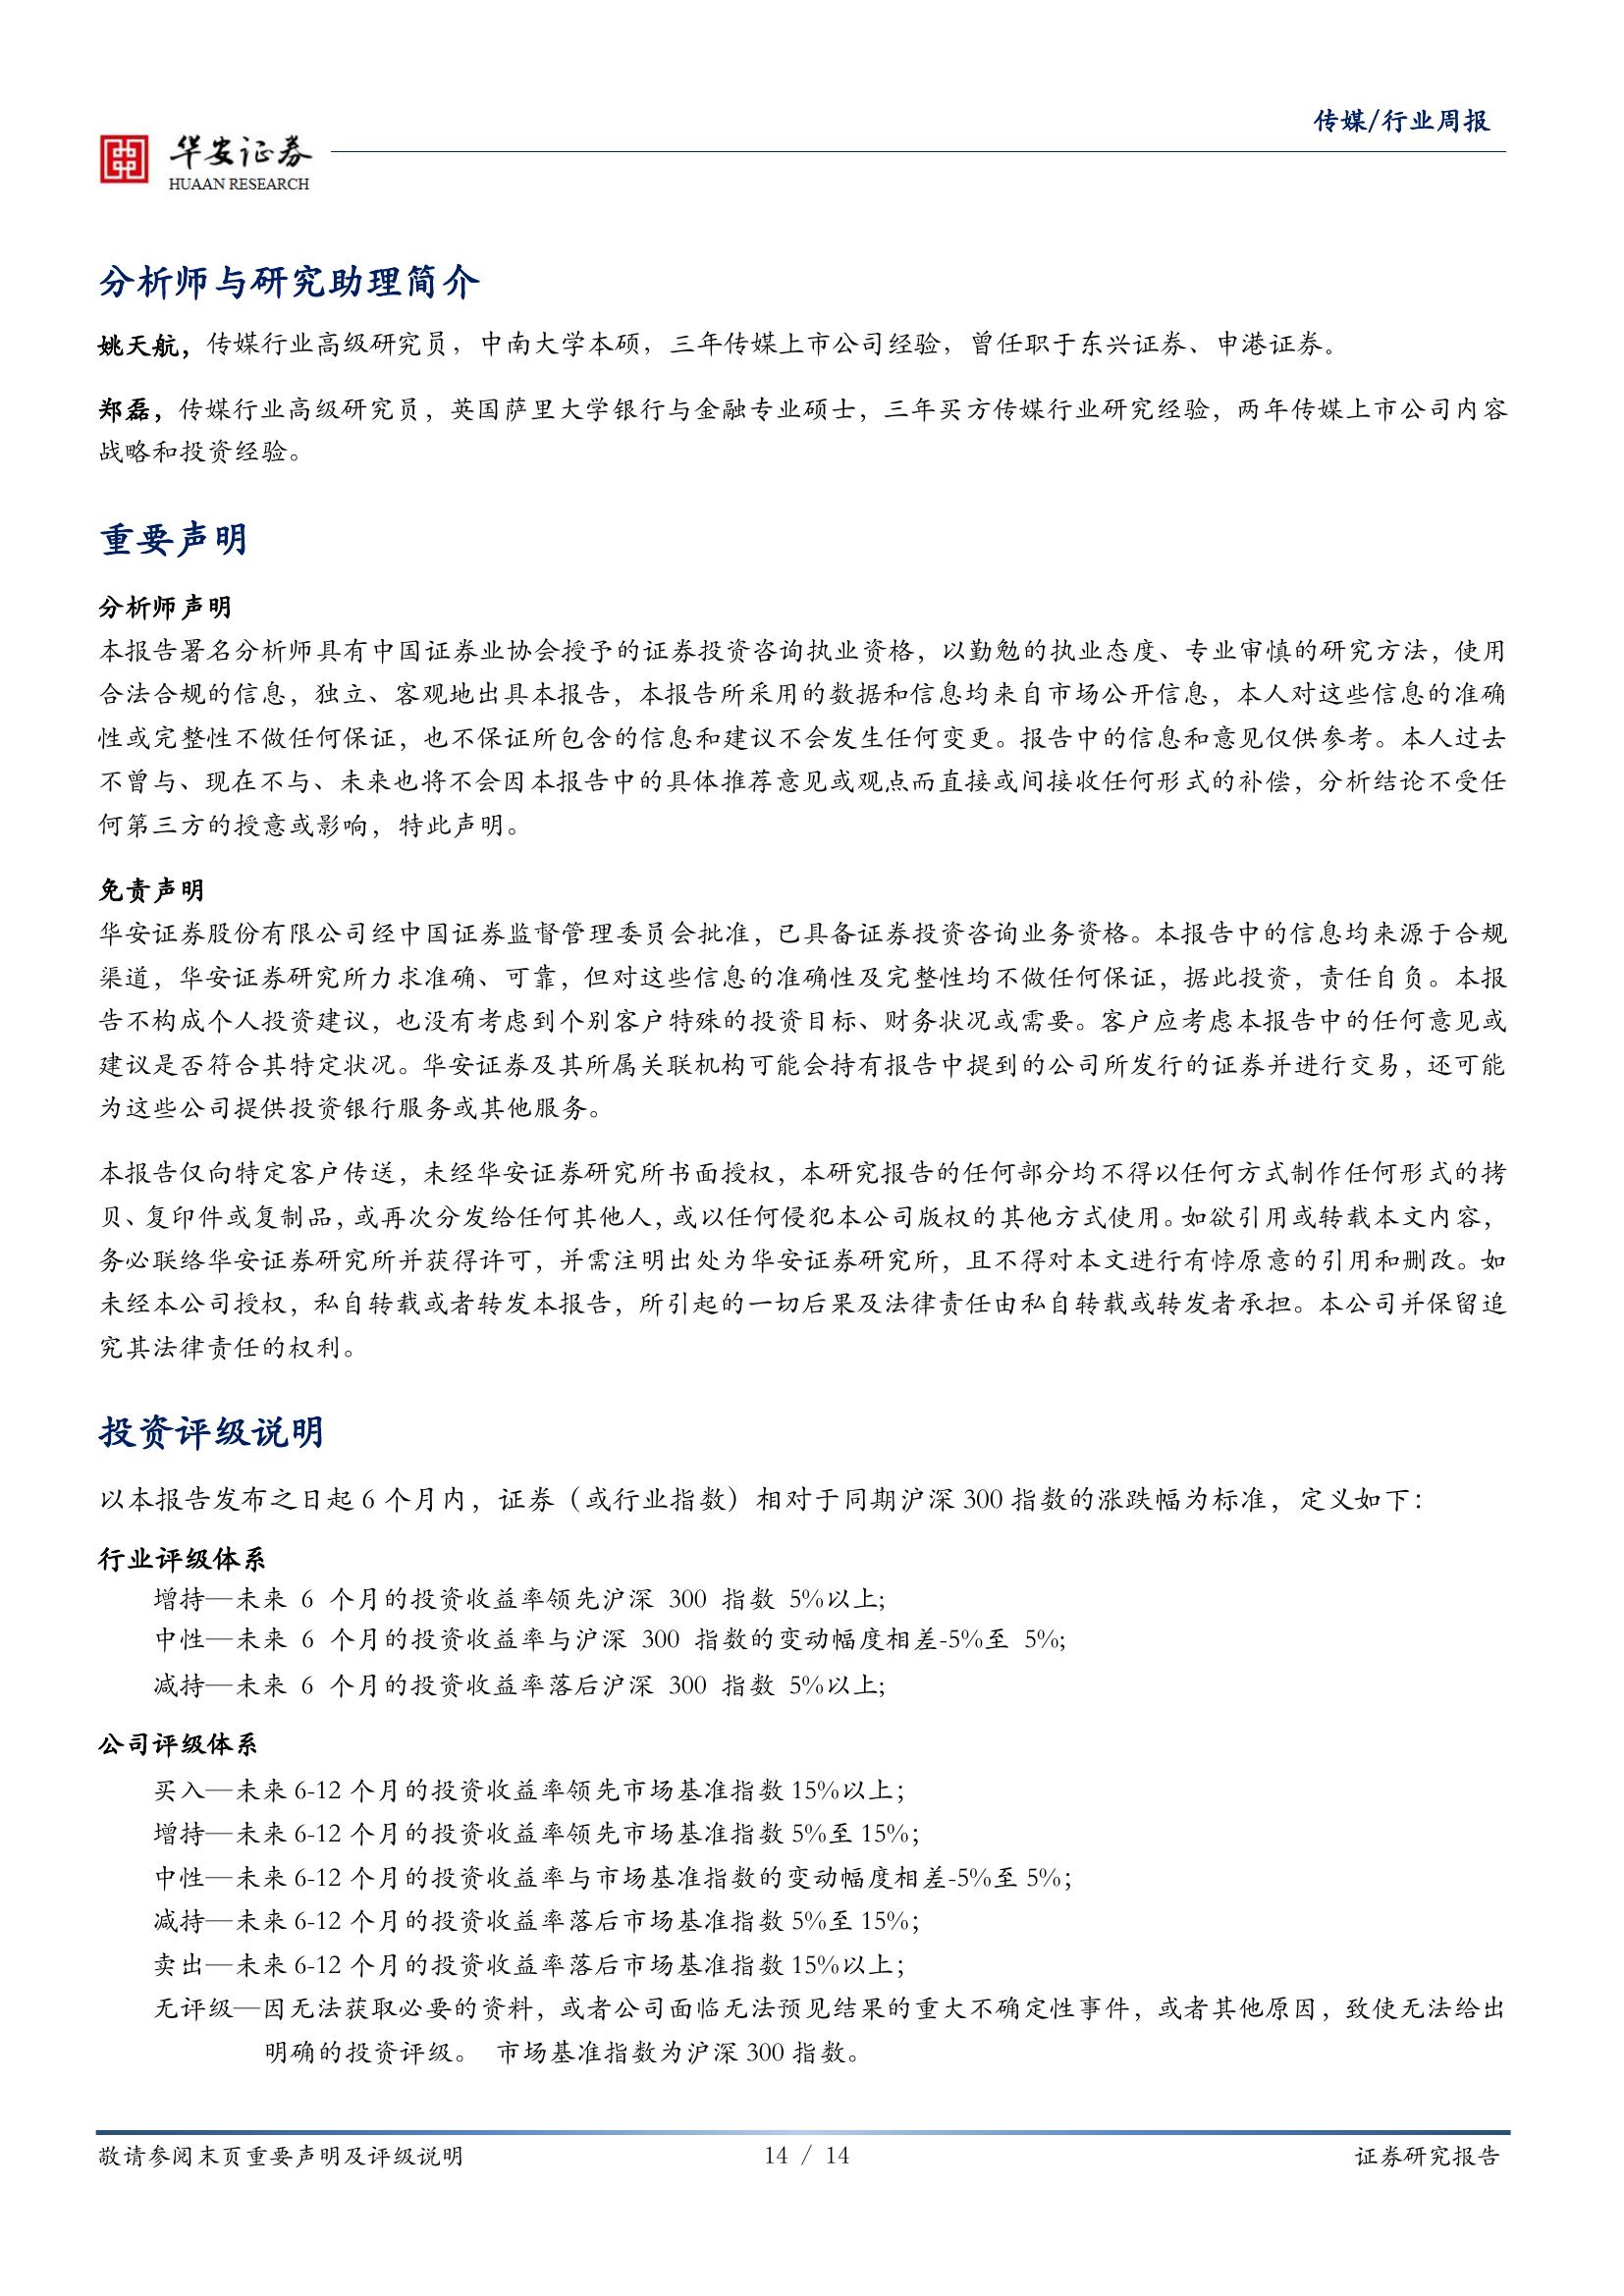 传媒/行业周报
华安证券
HUAAN RESEARCH
分析师与研究助理简介
姚天航，传媒行业高级研究员，中南大学本硕，三年传媒上市公司经验，曾任职于东兴证券、申港证券。
郑磊，传媒行业高级研究员，英国萨里大学银行与金融专业硕士，三年买方传媒行业研究经验，两年传媒上市公司内容
战略和投资经验。
重要声明
分析师声明
本报告署名分析师具有中国证券业协会授予的证券投资咨询执业资格，以勤勉的执业态度、专业审慎的研究方法，使用
合法合规的信息，独立、客观地出具本报告，本报告所采用的数据和信息均来自市场公开信息，本人对这些信息的准确
性或完整性不做任何保证，也不保证所包含的信息和建议不会发生任何变更。报告中的信息和意见仅供参考。本人过去
不曾与、现在不与、未来也将不会因本报告中的具体推荐意见或观点而直接或间接收任何形式的补偿，分析结论不受任
何第三方的授意或影响，特此声明。
免责声明
华安证券股份有限公司经中国证券监督管理委员会批准，已具备证券投资咨询业务资格。本报告中的信息均来源于合规
渠道，华安证券研究所力求准确、可靠，但对这些信息的准确性及完整性均不做任何保证，据此投资，责任自负。本报
告不构成个人投资建议，也没有考虑到个别客户特殊的投资目标、财务状况或需要。客户应考虑本报告中的任何意见或
建议是否符合其特定状况。华安证券及其所属关联机构可能会持有报告中提到的公司所发行的证券并进行交易，还可能
为这些公司提供投资银行服务或其他服务。
本报告仅向特定客户传送，未经华安证券研究所书面授权，本研究报告的任何部分均不得以任何方式制作任何形式的拷
贝、复印件或复制品，或再次分发给任何其他人，或以任何侵犯本公司版权的其他方式使用。如欲引用或转载本文内容，
务必联络华安证券研究所并获得许可，并需注明出处为华安证券研究所，且不得对本文进行有悖原意的引用和删改。如
未经本公司授权，私自转载或者转发本报告，所引起的一切后果及法律责任由私自转载或转发者承担。本公司并保留追
究其法律责任的权利。
投资评级说明
以本报告发布之日起 6 个月内，证券（或行业指数）相对于同期沪深 300 指数的涨跌幅为标准，定义如下：
行业评级体系
增持—未来 6 个月的投资收益率领先沪深 300 指数 5%以上;
中性—未来 6 个月的投资收益率与沪深 300 指数的变动幅度相差-5%至 5%;
减持—未来 6 个月的投资收益率落后沪深 300 指数 5%以上;
公司评级体系
买入—未来 6-12 个月的投资收益率领先市场基准指数 15%以上；
增持—未来 6-12 个月的投资收益率领先市场基准指数 5%至 15%；
中性—未来 6-12 个月的投资收益率与市场基准指数的变动幅度相差-5%至 5%；
减持—未来 6-12 个月的投资收益率落后市场基准指数 5%至 15%；
卖出—未来 6-12 个月的投资收益率落后市场基准指数 15%以上；
无评级—因无法获取必要的资料，或者公司面临无法预见结果的重大不确定性事件，或者其他原因，致使无法给出
明确的投资评级。 市场基准指数为沪深 300 指数。
敬请参阅末页重要声明及评级说明 14 / 14 证券研究报告